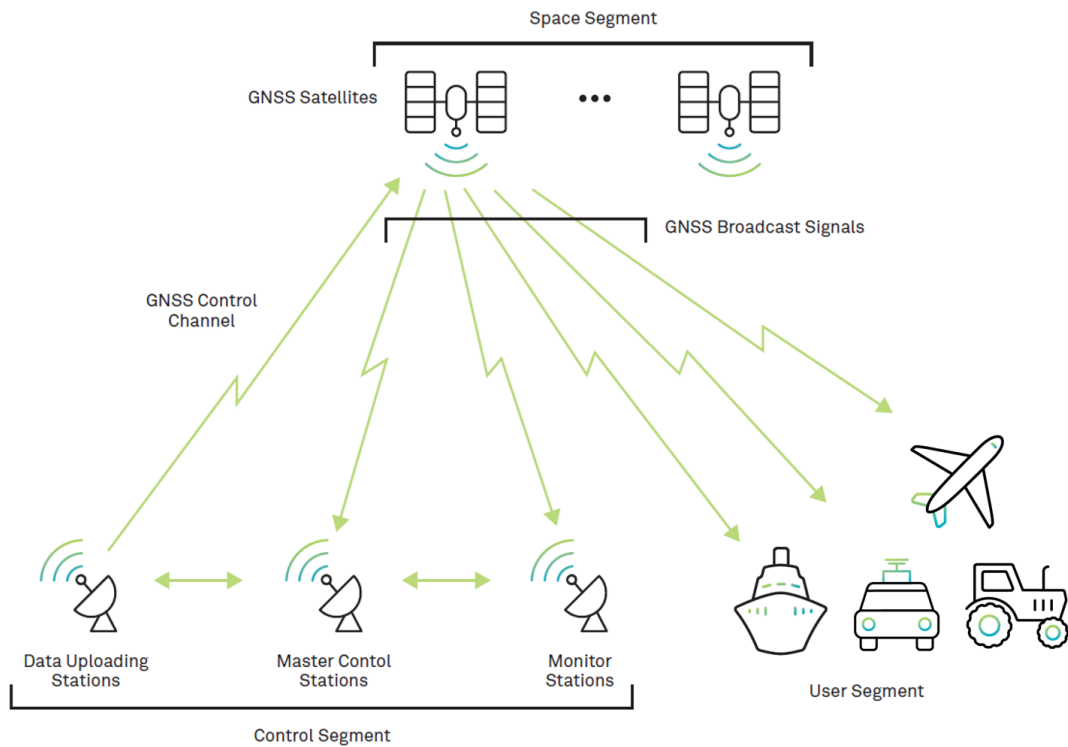 Space Segment
GNSS Satellites
GNSS Broadcast Signals
GNSS Control
Channel
Data Uploading
Stations
Master Contol
Stations
Monitor
Stations
User Segment
Control Segment